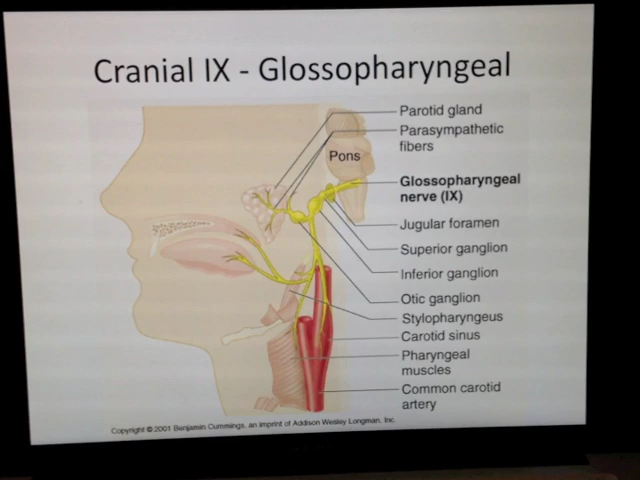 Cranial IX - Glossopharyngeal
Parotid gland
Parasympathetic
fibers
Pons
Glossopharyngeal
nerve (IX)
Jugular foramen
Superior ganglion
Inferior ganglion
Otic ganglion
Stylopharyngeus
Carotid sinus
Pharyngeal
muscles
Common carotid
artery
Copyright © 2001 Benjamin Cummings, an imprint of Addison Wesley Longman, Inc.